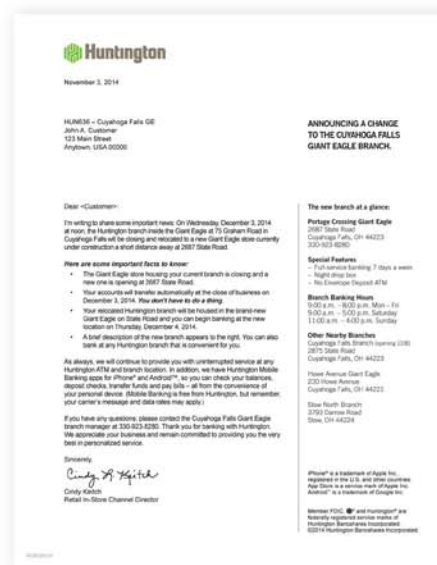 Huntington
November 3, 2014
HUN636 – Cuyahoga Falls GE
John A. Customer
123 Main Street
Anytown, USA 00000
ANNOUNCING A CHANGE
TO THE CUYAHOGA FALLS
GIANT EAGLE BRANCH.
Dear <Customer>:
I'm writing to share some important news: On Wednesday, December 3, 2014
at noon, the Huntington branch inside the Giant Eagle at 75 Graham Road in
Cuyahoga Falls will be closing and relocated to a new Giant Eagle store currently
under construction a short distance away at 2687 State Road.
Here are some important facts to know:
• The Giant Eagle store housing your current branch is closing and a
new one is opening at 3687 State Road.
• Your accounts will transfer automatically at the close of business on
December 3, 2014. You don't have to do a thing.
• Your relocated Huntington branch will be housed in the brand-new
Giant Eagle on State Road and you can begin banking at the new
location on Thursday, December 4, 2014.
• A brief description of the new branch appears to the right. You can also
bank at any Huntington branch that is convenient for you.
As always, we will continue to provide you with uninterrupted service at any
Huntington ATM and branch location. In addition, we have Huntington Mobile
Banking apps for iPhone® and Android™, so you can check your balances,
deposit checks, transfer funds and pay bills – all from the convenience of
your personal device. (Mobile Banking is free from Huntington, but remember,
your carrier's message and data rates may apply.)
If you have any questions, please contact the Cuyahoga Falls Giant Eagle
branch manager at 330-923-8280. Thank you for banking with Huntington.
We appreciate your business and remain committed to providing you the very
best in personalized service.
Sincerely,
Cindy Keitch
Retail In-Store Channel Director
The new branch at a glance:
Portage Crossing Giant Eagle
2687 State Road
Cuyahoga Falls, OH 44223
330-923-8280
Special Features
– Full-service banking 7 days a week
– Night drop box
– No Envelope Deposit ATM
Branch Banking Hours
9:00 a.m. – 8:00 p.m. Mon – Fri
9:00 a.m. – 5:00 p.m. Saturday
11:00 a.m. – 4:00 p.m. Sunday
Other Nearby Branches
Cuyahoga Falls Branch
2875 State Road
Cuyahoga Falls, OH 44223
Howe Avenue Giant Eagle
230 Howe Avenue
Cuyahoga Falls, OH 44221
Stow North Branch
3793 Darrow Road
Stow, OH 44224
iPhone® is a trademark of Apple Inc.
registered in the U.S. and other countries
App Store is a service mark of Apple Inc.
Android™ is a trademark of Google Inc.
Member FDIC. ® and Huntington® are
federally registered service marks of
Huntington Bancshares Incorporated.
©2014 Huntington Bancshares Incorporated.